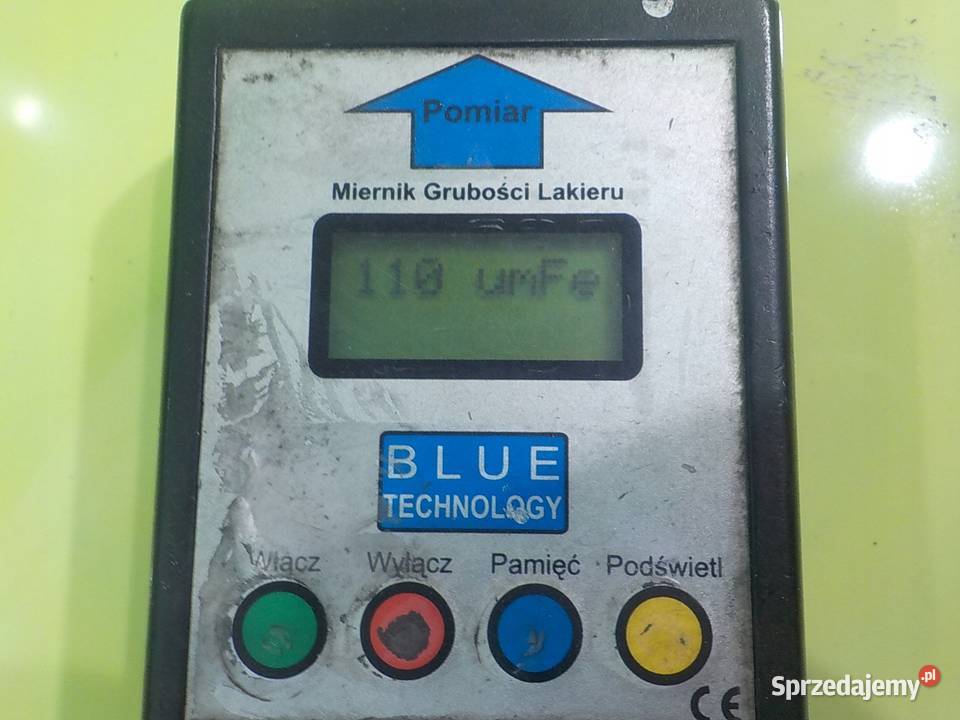 Pomiar
Miernik Grubości Lakieru
110 umFe
BLUE
TECHNOLOGY
Włącz Wyłącz Pamięć Podświetl
CE
Sprzedajemy.pl